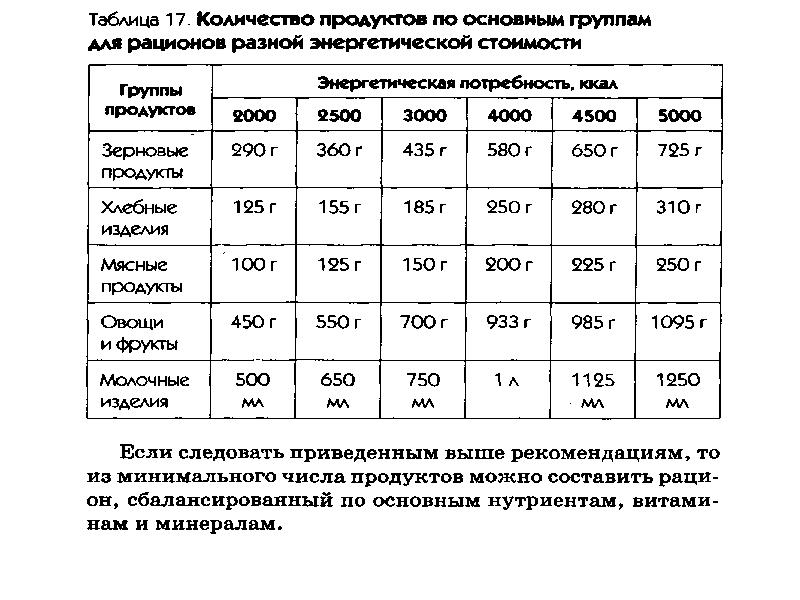 Таблица 17. Количество продуктов по основным группам
для рационов разной энергетической стоимости
Группы продуктов Энергетическая потребность, ккал
2000 2500 3000 4000 4500 5000
Зерновые 290 г 360 г 435 г 580 г 650 г 725 г
продукты
Хлебные 125 г 155 г 185 г 250 г 280 г 310 г
изделия
Мясные 100 г 125 г 150 г 200 г 225 г 250 г
продукты
Овощи 450 г 550 г 700 г 933 г 985 г 1095 г
и фрукты
Молочные 500 650 750 1 л 1125 1250
изделия мл мл мл мл мл
Если следовать приведенным выше рекомендациям, то
из минимального числа продуктов можно составить раци-
он, сбалансированный по основным нутриентам, витами-
нам и минералам.